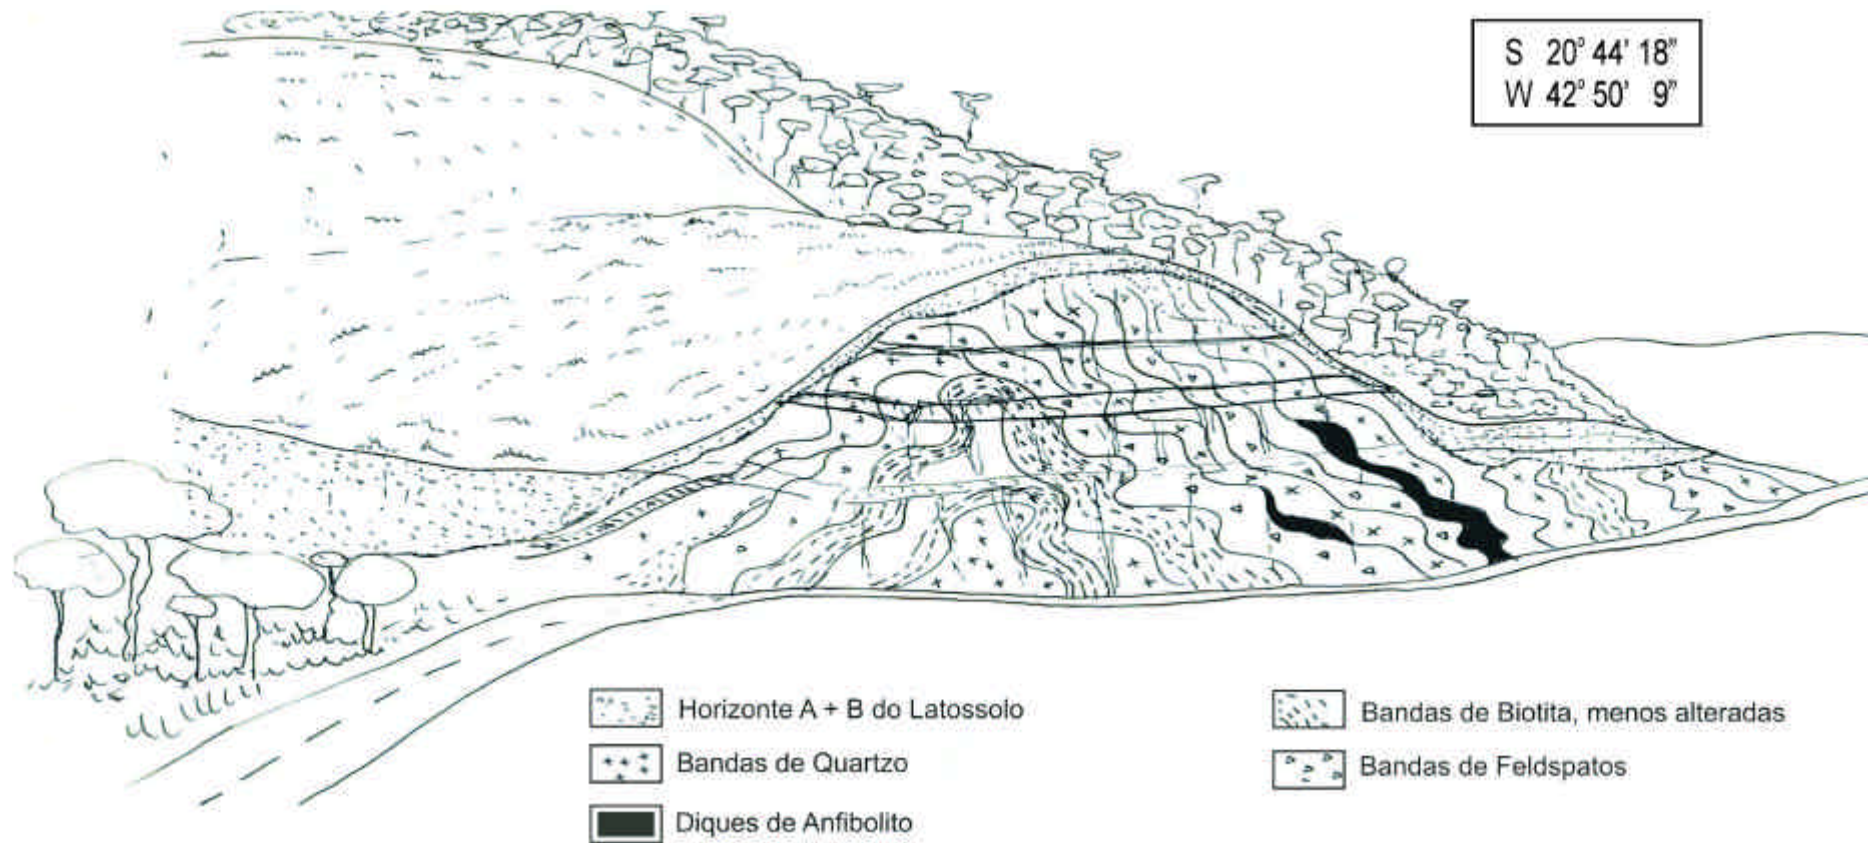 S 20° 44' 18"
W 42° 50' 9"
Horizonte A + B do Latossolo
Bandas de Quartzo
Diques de Anfibolito
Bandas de Biotita, menos alteradas
Bandas de Feldspatos